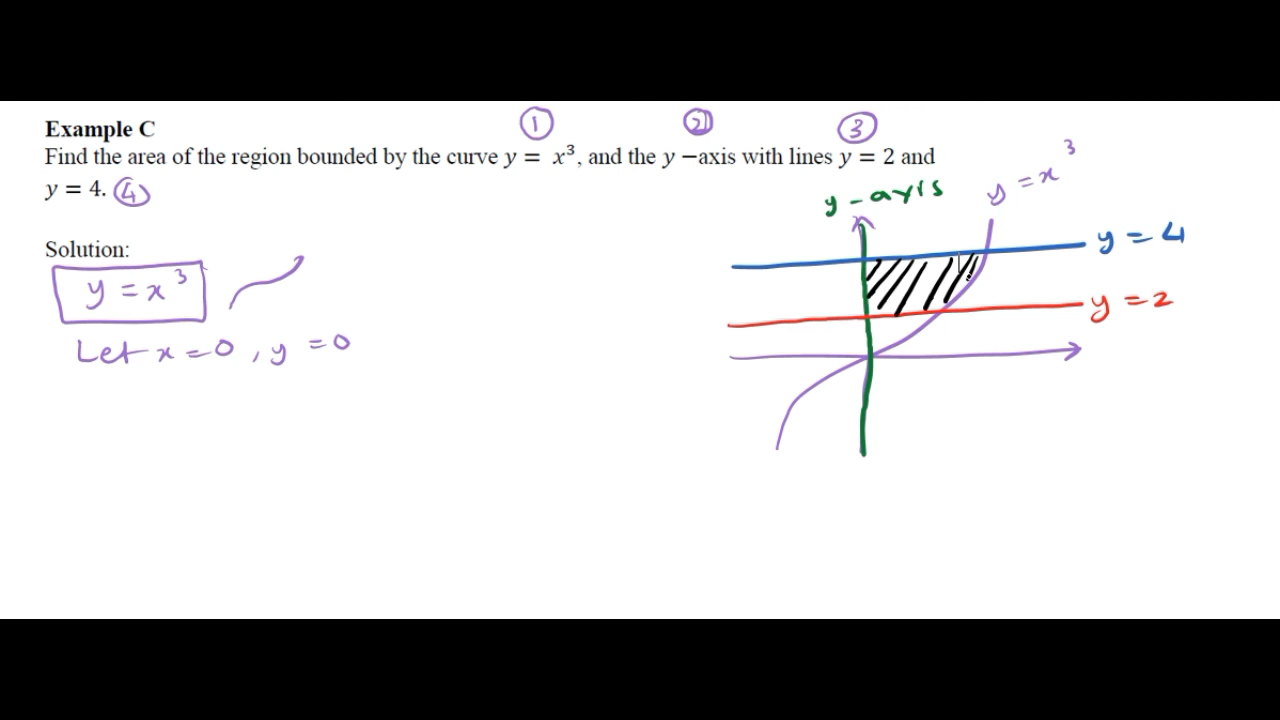 ① ② ③
Example C
Find the area of the region bounded by the curve y = x³, and the y −axis with lines y = 2 and
y = 4. ④
Solution:
y = x³
Let x = 0 , y = 0
y - axis
y = x³
y = 4
y = 2